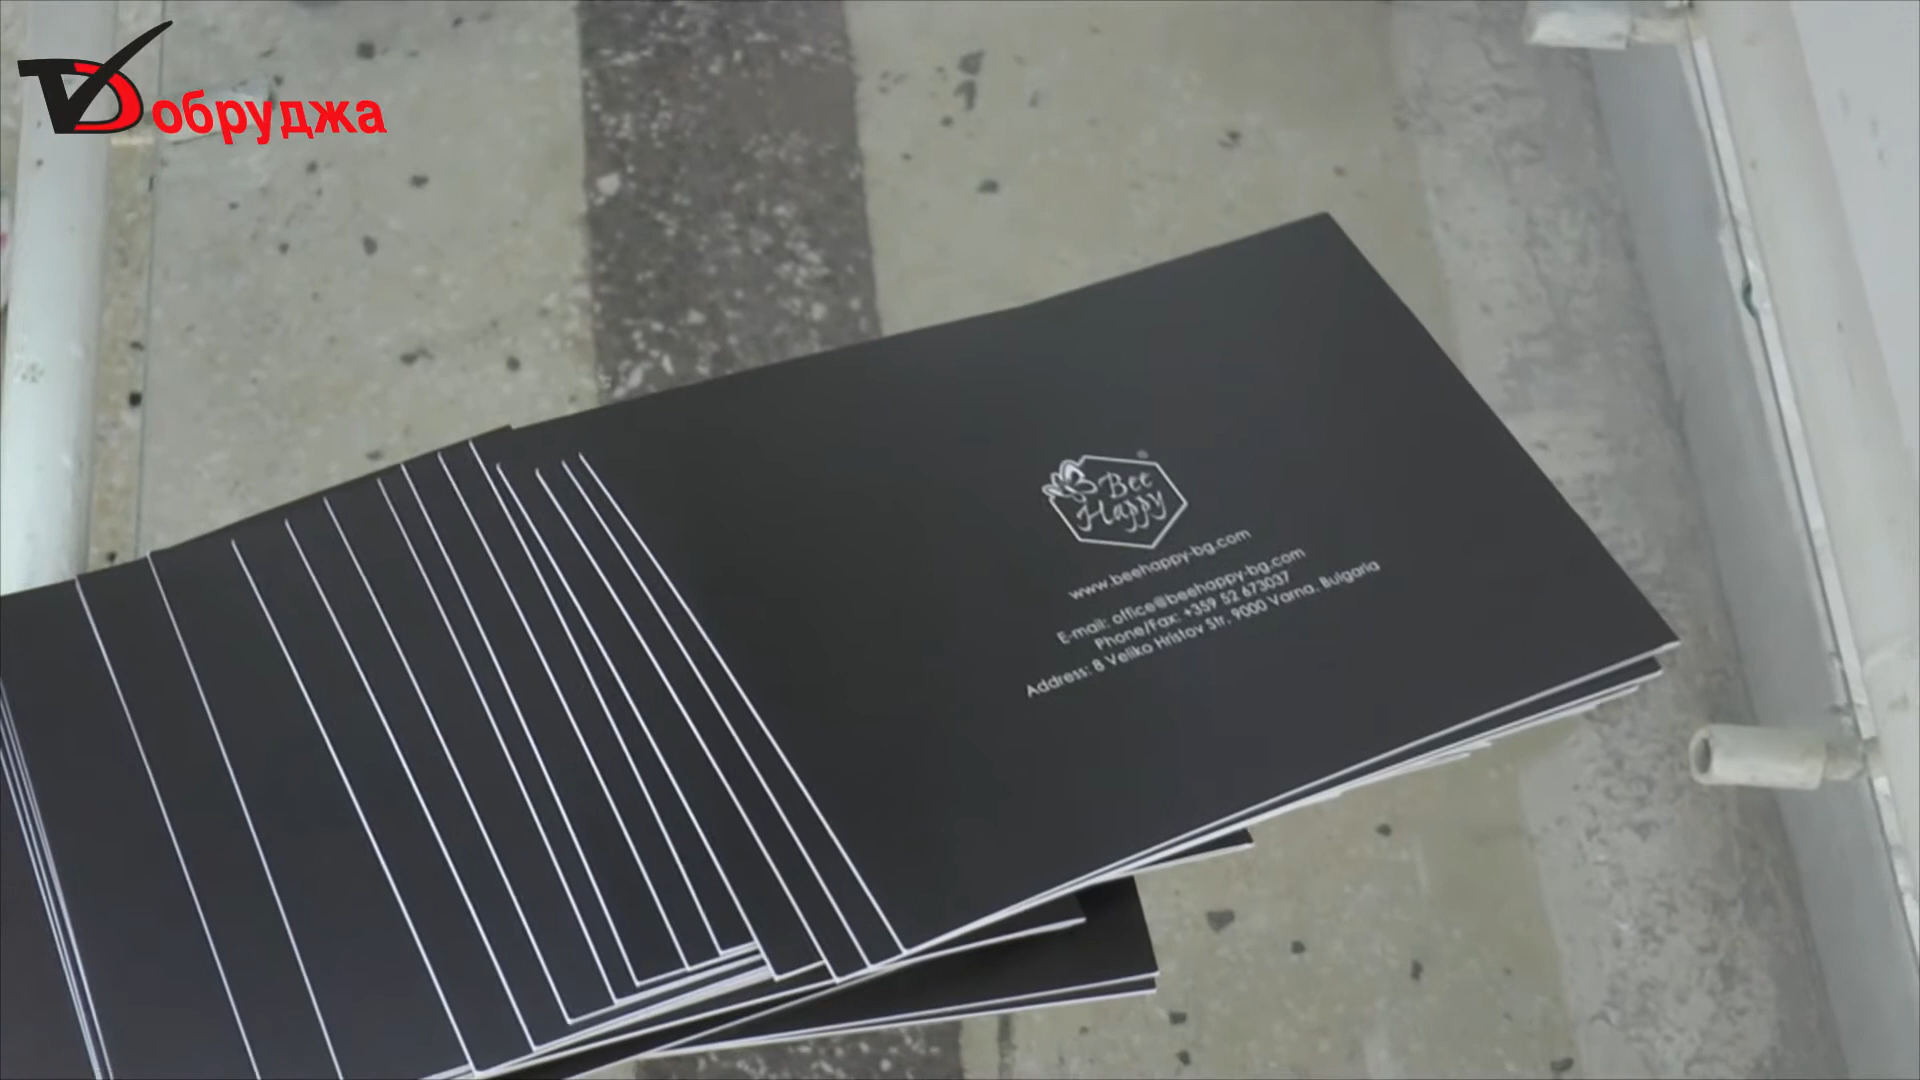 Добруджа
Bee
Happy
www.beehappy-bg.com
E-mail: office@beehappy-bg.com
Phone/Fax: +359 52 673037
Address: 8 Veliko Hristov Str. 9000 Varna, Bulgaria